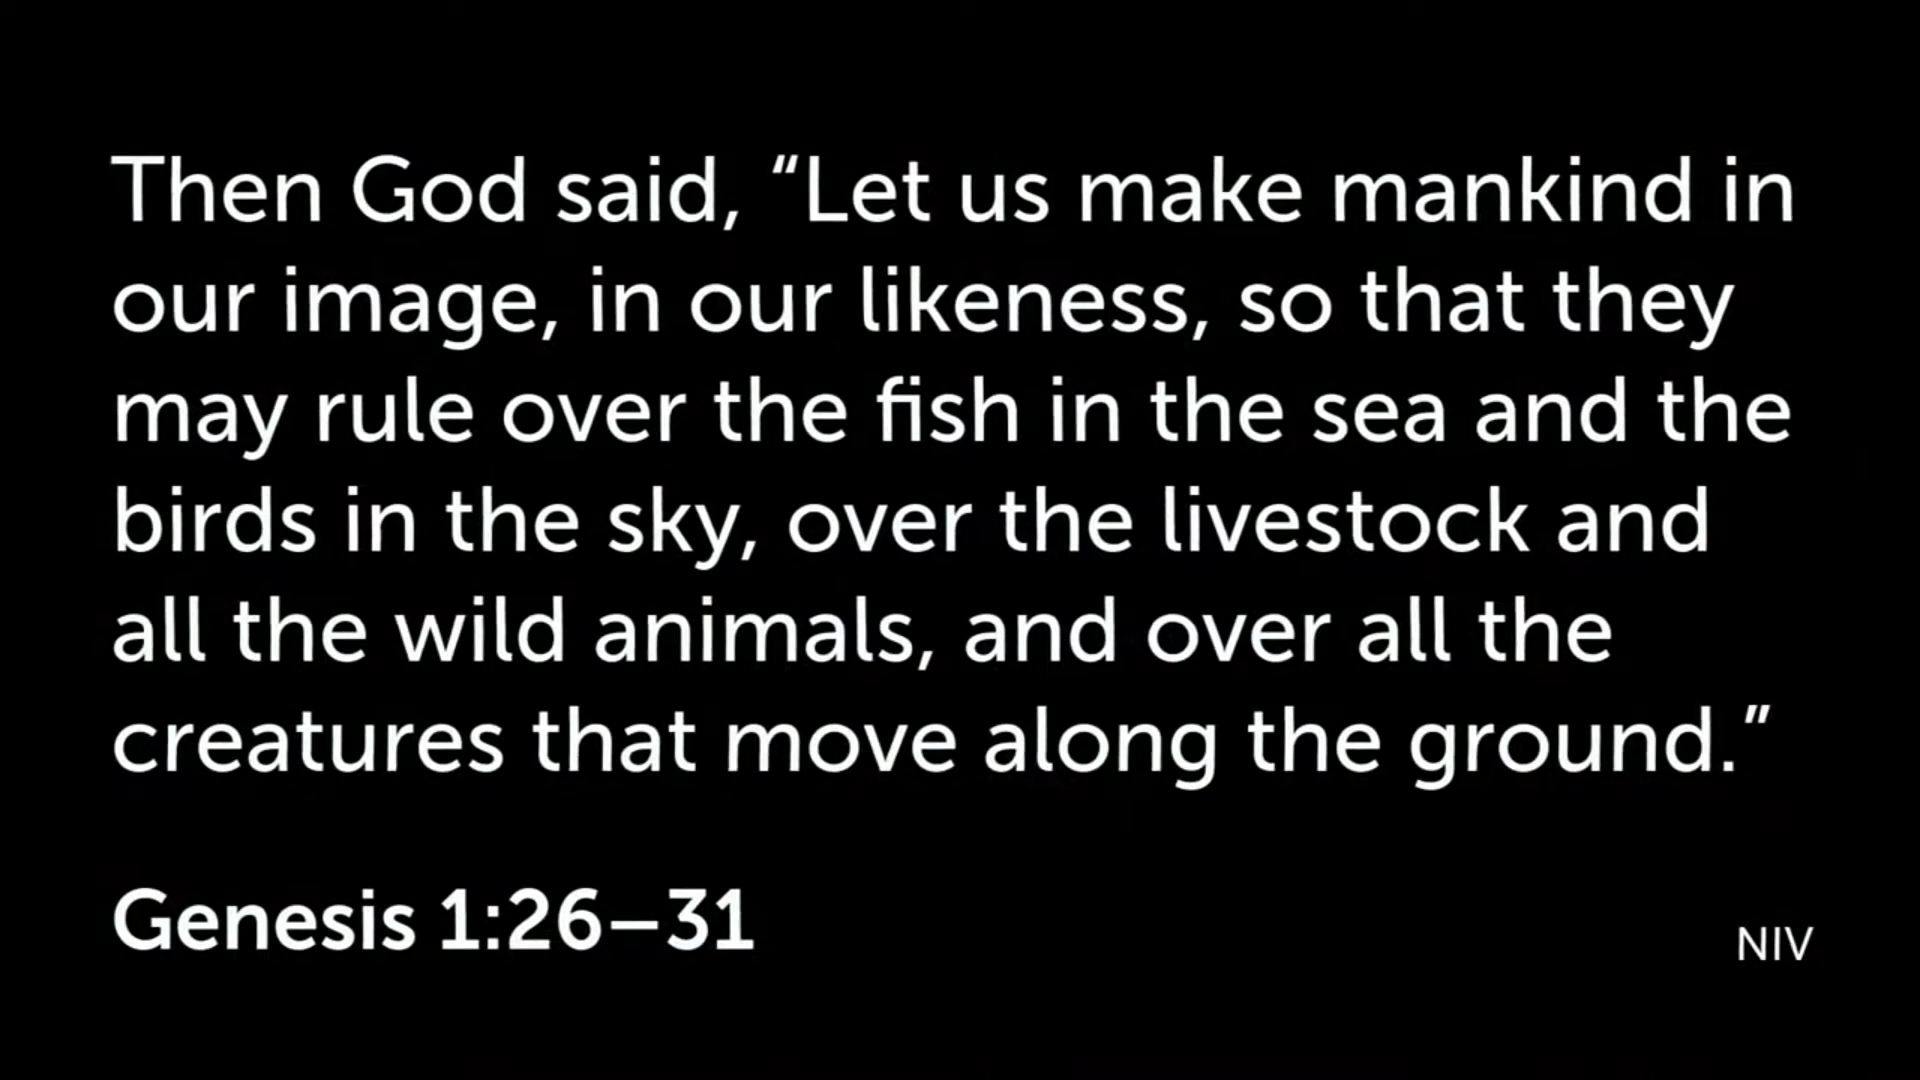 Then God said, “Let us make mankind in
our image, in our likeness, so that they
may rule over the fish in the sea and the
birds in the sky, over the livestock and
all the wild animals, and over all the
creatures that move along the ground.”
Genesis 1:26–31
NIV